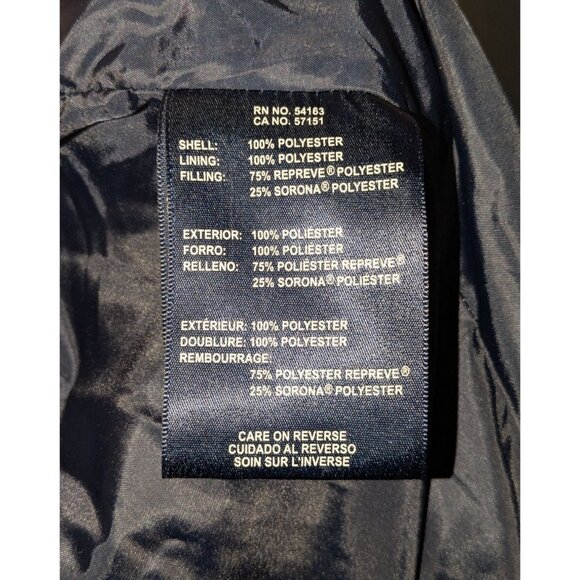 RN NO. 54163
CA NO. 57151
SHELL: 100% POLYESTER
LINING: 100% POLYESTER
FILLING: 75% REPREVE® POLYESTER
25% SORONA® POLYESTER
EXTERIOR: 100% POLIÉSTER
FORRO: 100% POLIÉSTER
RELLENO: 75% POLIÉSTER REPREVE®
25% SORONA® POLIÉSTER
EXTÉRIEUR: 100% POLYESTER
DOUBLURE: 100% POLYESTER
REMBOURRAGE:
75% POLYESTER REPREVE®
25% SORONA® POLYESTER
CARE ON REVERSE
CUIDADO AL REVERSO
SOIN SUR L'INVERSE